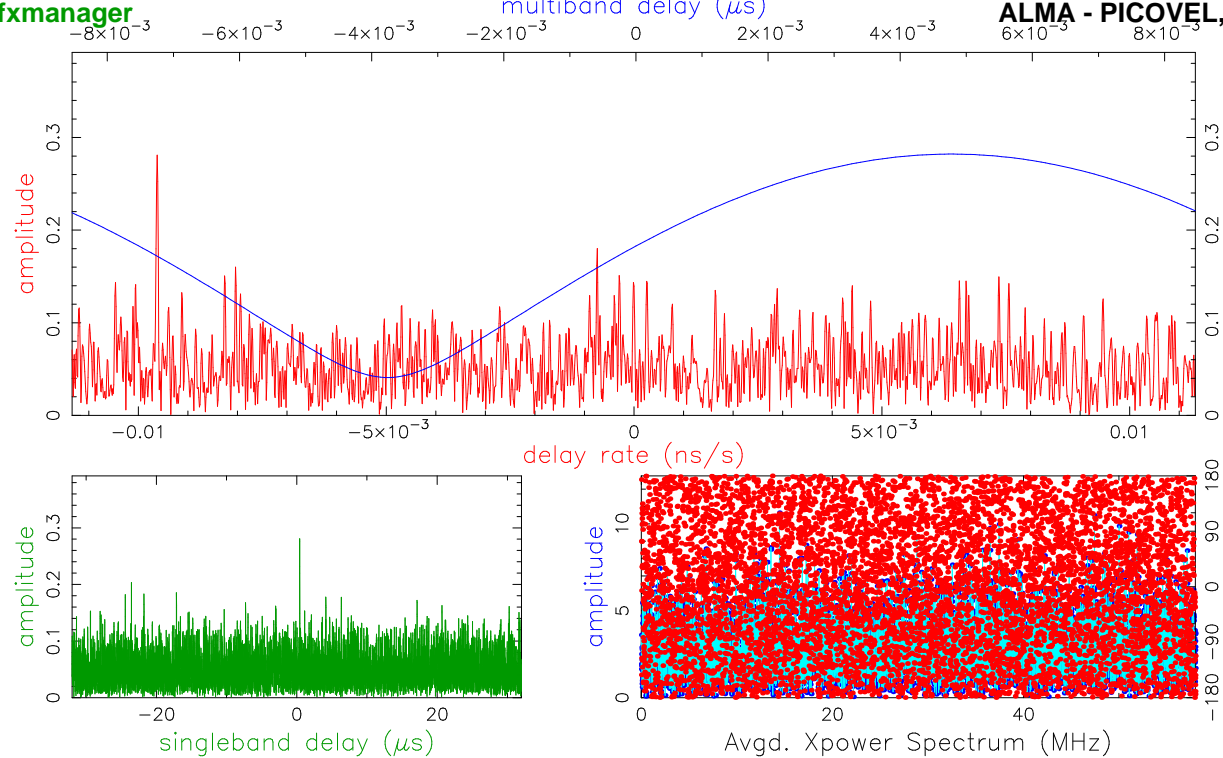 fxmanager
multiband delay (μs)
ALMA - PICOVEL,
−8×10⁻³ −6×10⁻³ −4×10⁻³ −2×10⁻³ 0 2×10⁻³ 4×10⁻³ 6×10⁻³ 8×10⁻³
amplitude
0 0.1 0.2 0.3
0 0.1 0.2 0.3
−0.01 −5×10⁻³ 0 5×10⁻³ 0.01
delay rate (ns/s)
amplitude
0 0.1 0.2 0.3
−20 0 20
singleband delay (μs)
amplitude
0 5 10
−180 −90 0 90 180
0 20 40
Avgd. Xpower Spectrum (MHz)